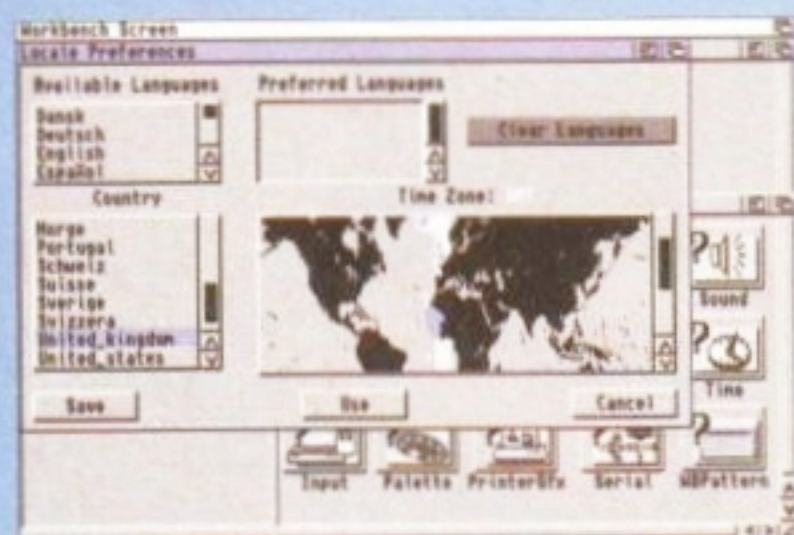 Workbench Screen
Locale Preferences
Available Languages
Preferred Languages
Dansk
Deutsch
English
Español
Clear Languages
Country
Time Zone:
Norge
Portugal
Schweiz
Suisse
Sverige
Svizzera
United_kingdom
United_states
Save
Use
Cancel
Sound
Time
Input
Palette
PrinterGfx
Serial
WBPattern